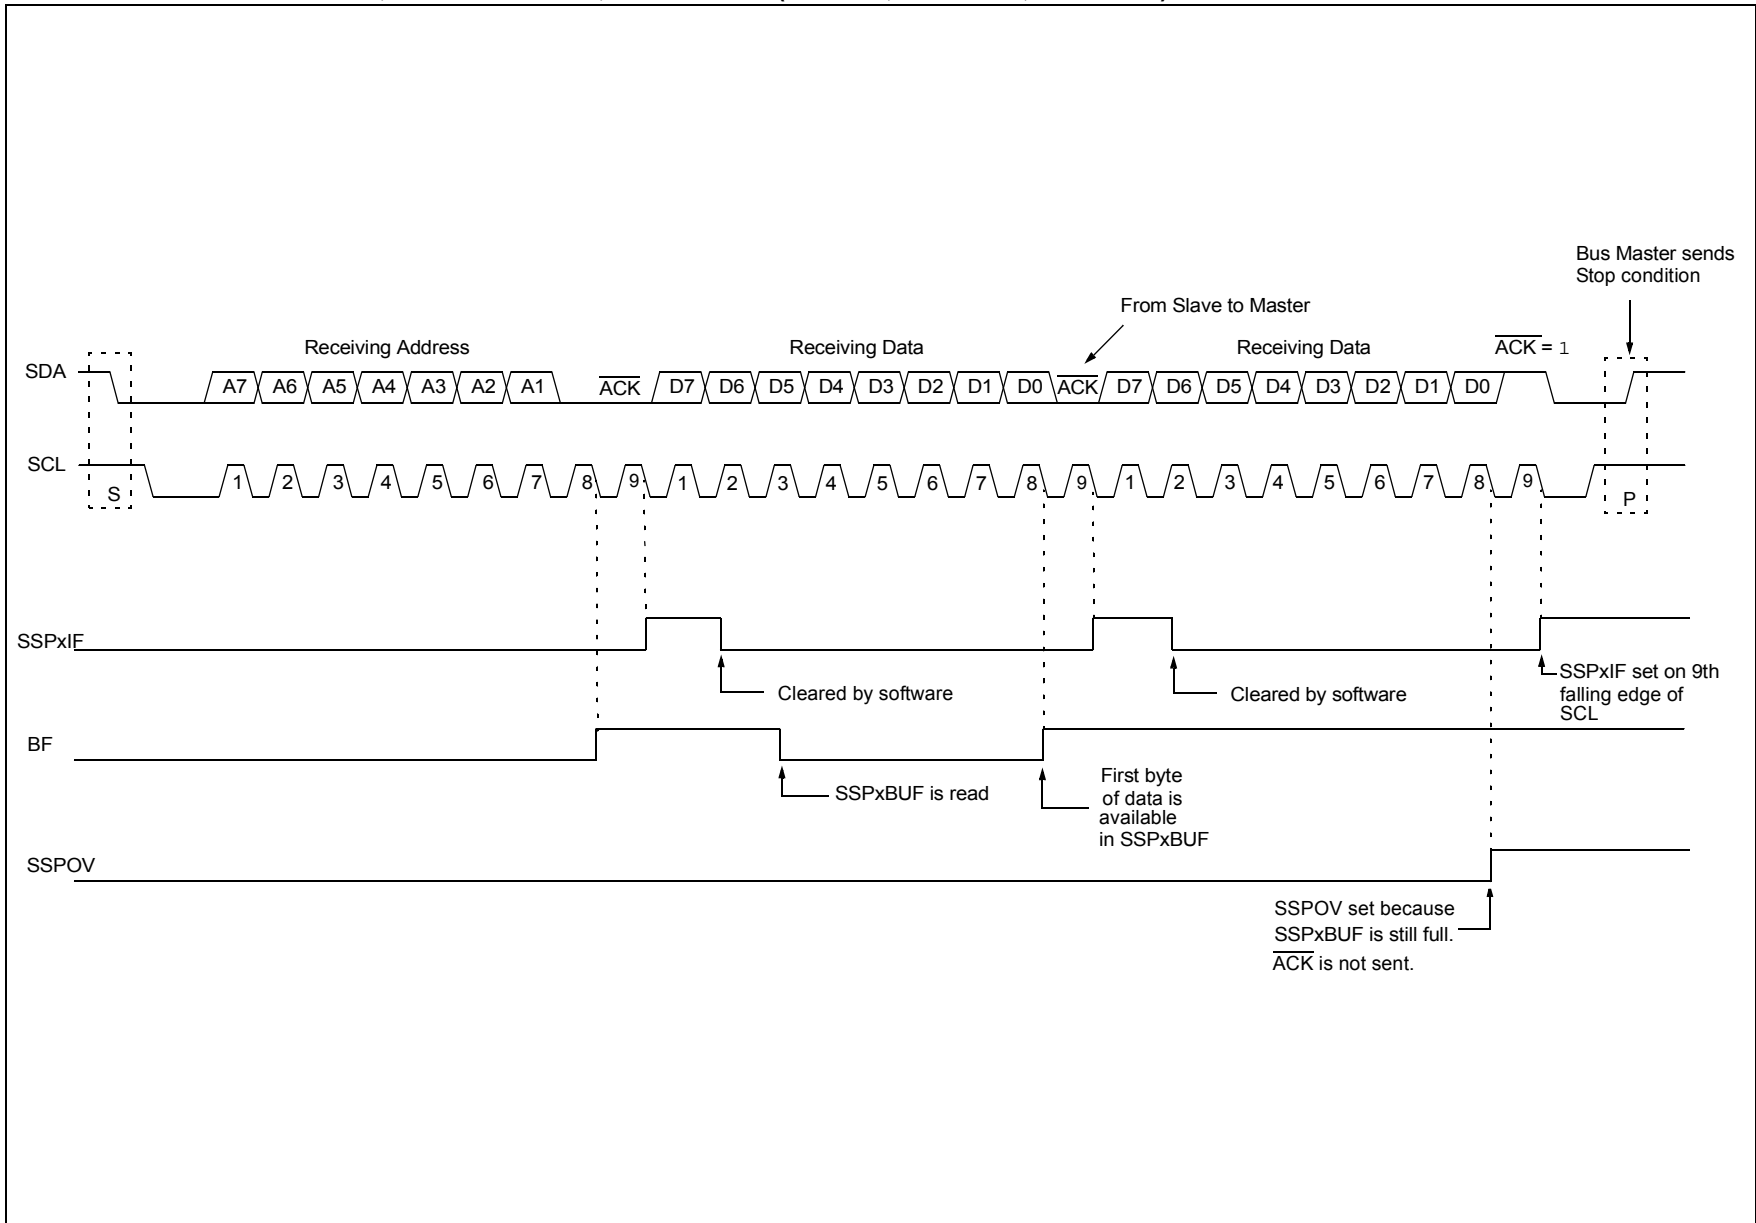 Bus Master sends
Stop condition
From Slave to Master
Receiving Address
Receiving Data
Receiving Data
ACK = 1
SDA
A7 A6 A5 A4 A3 A2 A1 ACK D7 D6 D5 D4 D3 D2 D1 D0 ACK D7 D6 D5 D4 D3 D2 D1 D0
SCL
S 1 2 3 4 5 6 7 8 9 1 2 3 4 5 6 7 8 9 1 2 3 4 5 6 7 8 9 P
SSPxIF
Cleared by software
Cleared by software
SSPxIF set on 9th
falling edge of
SCL
BF
SSPxBUF is read
First byte
of data is
available
in SSPxBUF
SSPOV
SSPOV set because
SSPxBUF is still full.
ACK is not sent.